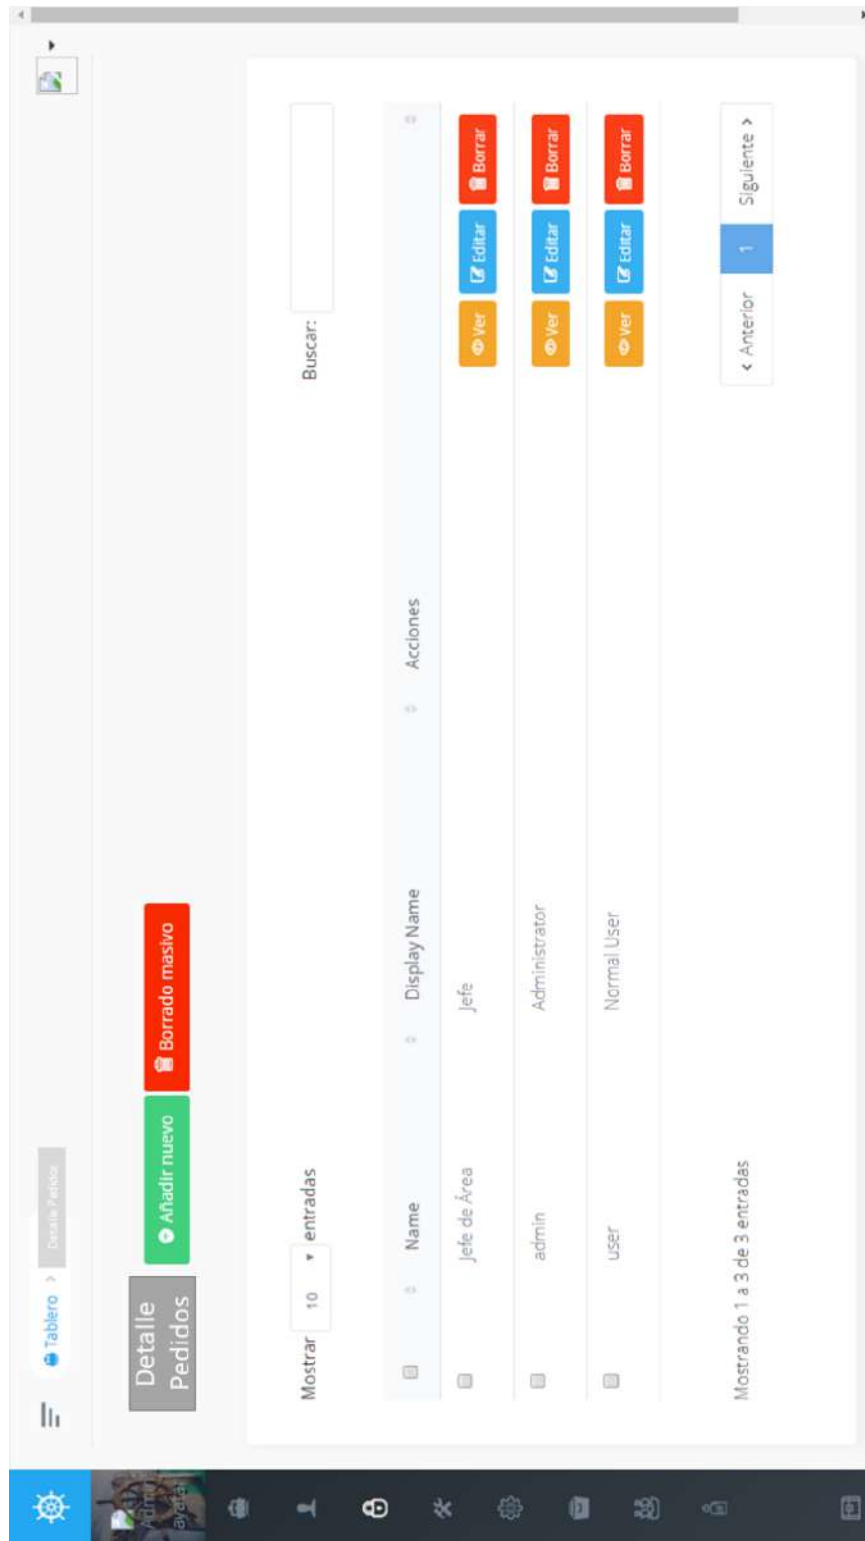 Tablero > Detalle Pedidos
Detalle
Pedidos
Añadir nuevo
Borrado masivo
Mostrar 10 entradas
Buscar:
Name Display Name Acciones
Jefe de Área Jefe Ver Editar Borrar
admin Administrator Ver Editar Borrar
user Normal User Ver Editar Borrar
Mostrando 1 a 3 de 3 entradas
< Anterior 1 Siguiente >